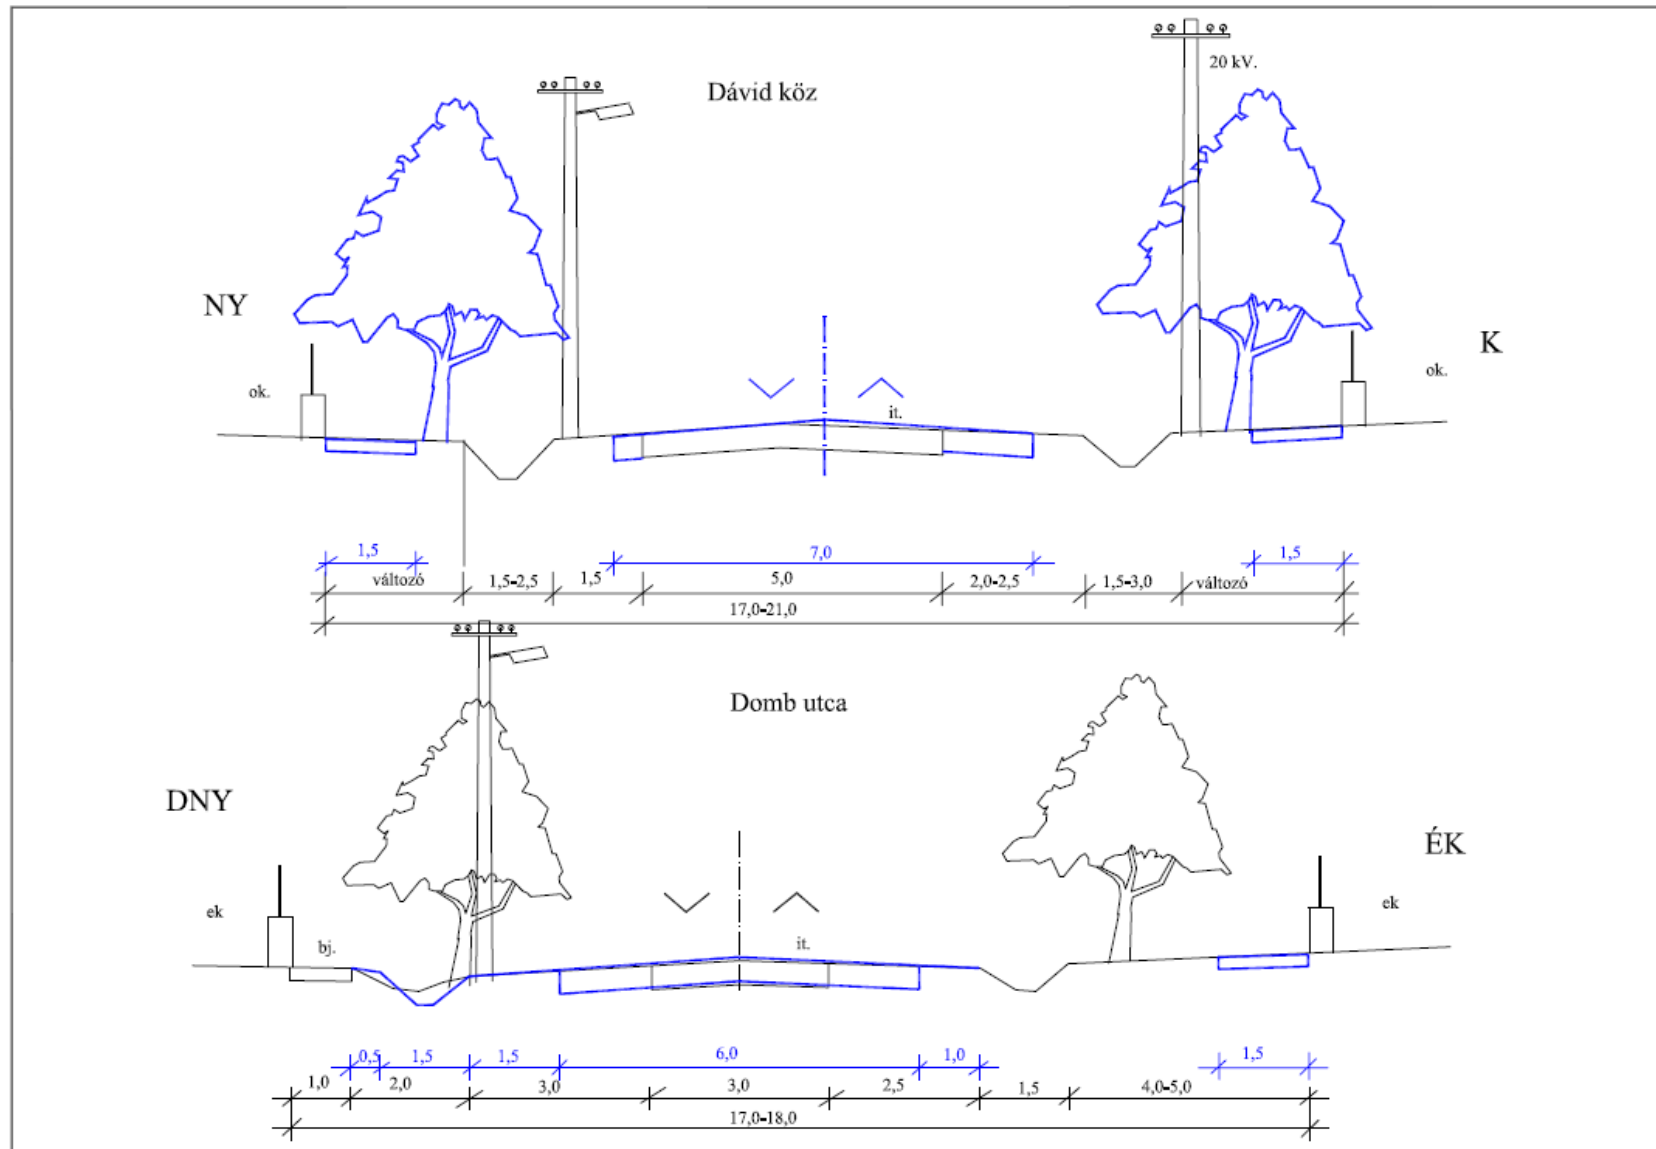 20 kV.
Dávid köz
NY
K
ok.
ok.
it.
1,5
7,0
1,5
változó
1,5-2,5
1,5
5,0
2,0-2,5
1,5-3,0
változó
17,0-21,0
Domb utca
DNY
ÉK
ek
ek
bj.
it.
0,5
1,5
1,5
6,0
1,0
1,5
1,0
2,0
3,0
3,0
2,5
1,5
4,0-5,0
17,0-18,0